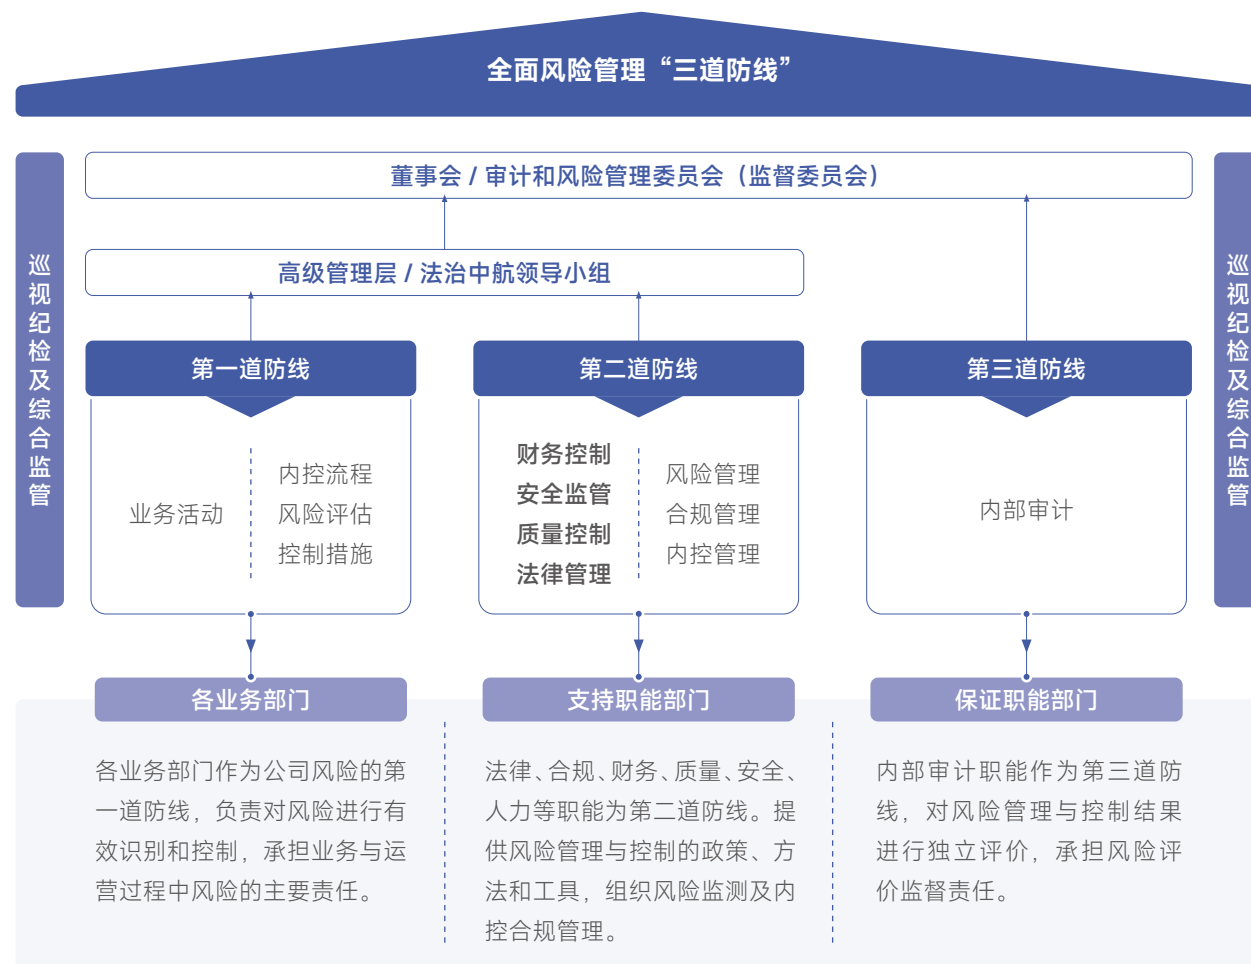 全面风险管理“三道防线”
董事会 / 审计和风险管理委员会（监督委员会）
巡视纪检及综合监管
高级管理层 / 法治中航领导小组
巡视纪检及综合监管
第一道防线
业务活动
内控流程
风险评估
控制措施
第二道防线
财务控制
安全监管
质量控制
法律管理
风险管理
合规管理
内控管理
第三道防线
内部审计
各业务部门
各业务部门作为公司风险的第
一道防线，负责对风险进行有
效识别和控制，承担业务与运
营过程中风险的主要责任。
支持职能部门
法律、合规、财务、质量、安全、
人力等职能为第二道防线。提
供风险管理与控制的政策、方
法和工具，组织风险监测及内
控合规管理。
保证职能部门
内部审计职能作为第三道防
线，对风险管理与控制结果
进行独立评价，承担风险评
价监督责任。